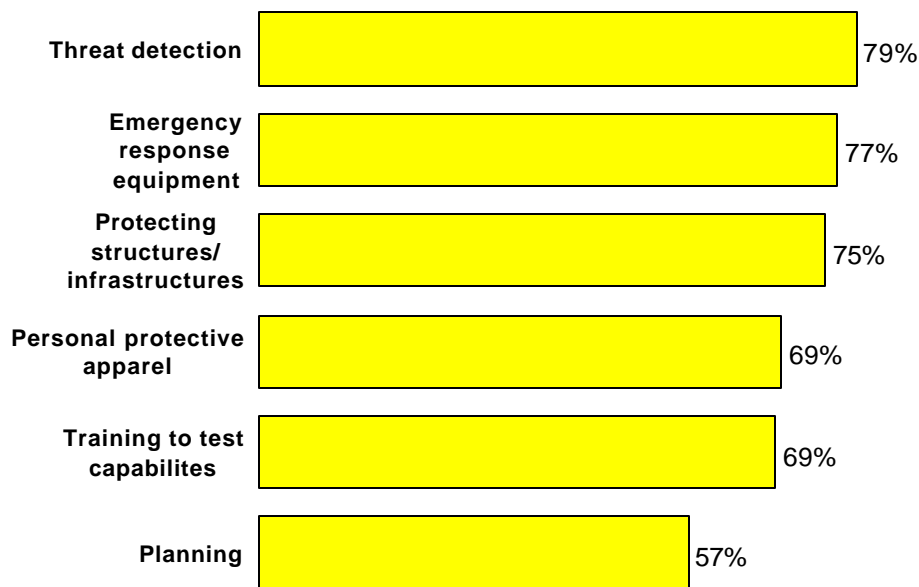 Threat detection
79%
Emergency
response
equipment
77%
Protecting
structures/
infrastructures
75%
Personal protective
apparel
69%
Training to test
capabilites
69%
Planning
57%